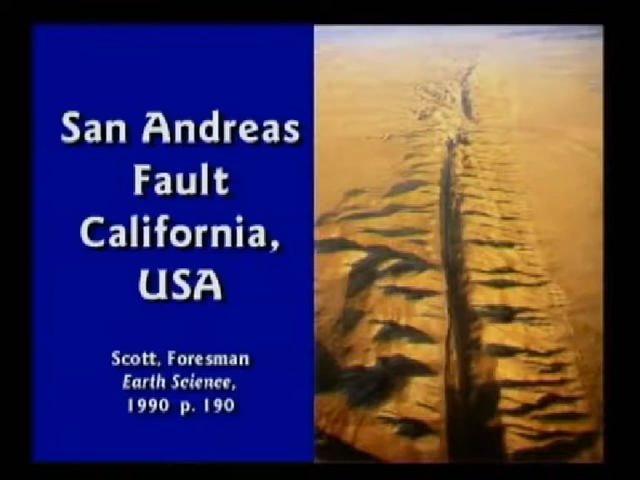 San Andreas
Fault
California,
USA
Scott, Foresman
Earth Science,
1990 p. 190